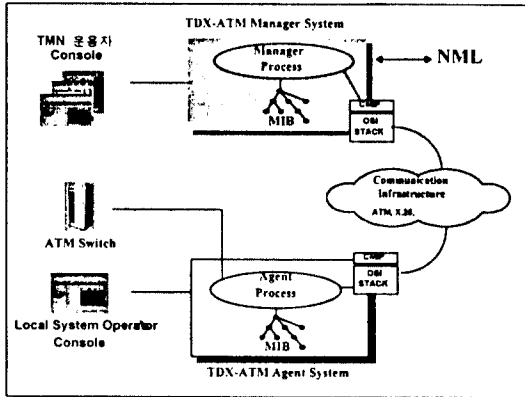 TDX-ATM Manager System
TMN 운용자
Console
Manager
Process
NML
MIB
CMIP
OSI
STACK
Communication
Infrastructure
ATM, X.25,
ATM Switch
CMIP
OSI
STACK
Agent
Process
MIB
Local System Operator
Console
TDX-ATM Agent System